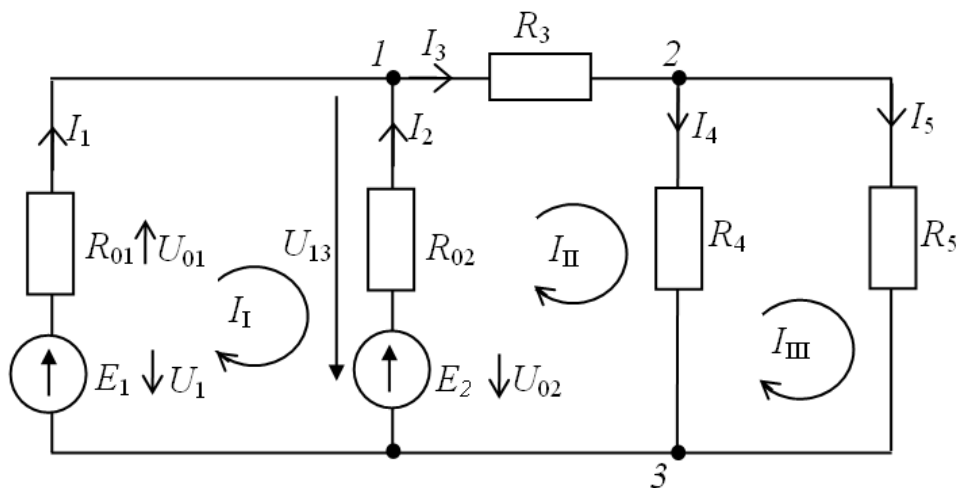 R3
1 I3 2
I1 I2 I4 I5
R01 U01 U13 R02 III R4 R5
II IIII
E1 U1 E2 U02
3